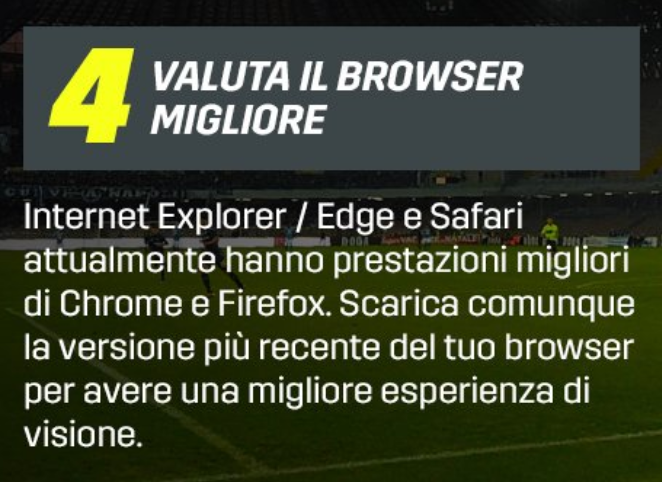 4
VALUTA IL BROWSER
MIGLIORE
Internet Explorer / Edge e Safari
attualmente hanno prestazioni migliori
di Chrome e Firefox. Scarica comunque
la versione più recente del tuo browser
per avere una migliore esperienza di
visione.